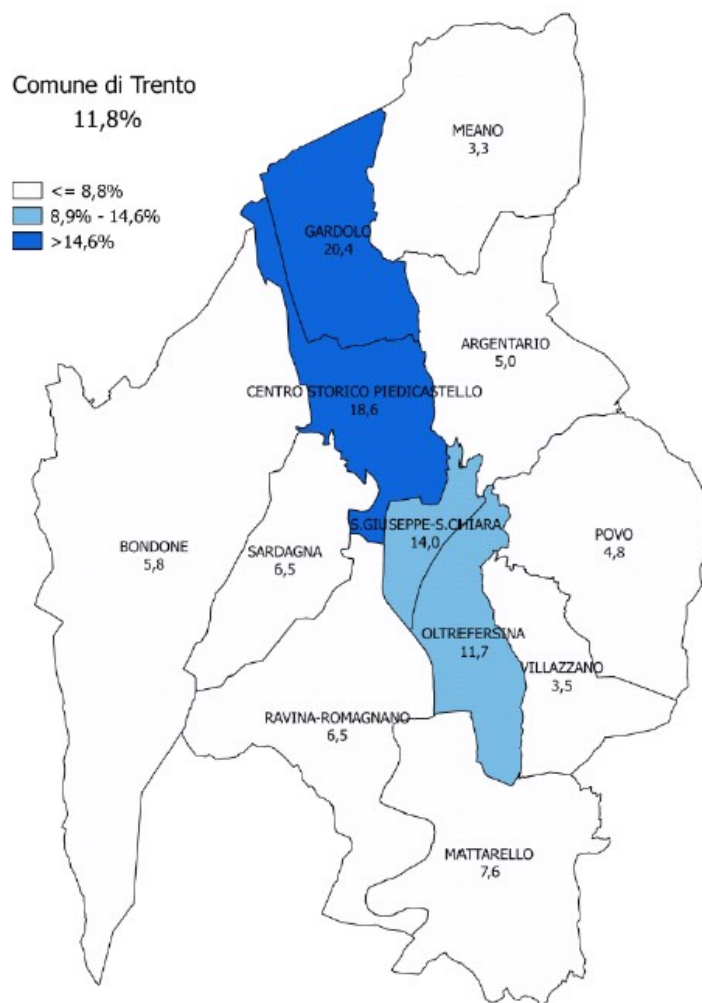 Comune di Trento
11,8%
<= 8,8%
8,9% - 14,6%
>14,6%
MEANO
3,3
GARDOLO
20,4
ARGENTARIO
5,0
CENTRO STORICO PIEDICASTELLO
18,6
S.GIUSEPPE-S.CHIARA
14,0
POVO
4,8
BONDONE
5,8
SARDAGNA
6,5
OLTREFERSINA
11,7
VILLAZZANO
3,5
RAVINA-ROMAGNANO
6,5
MATTARELLO
7,6